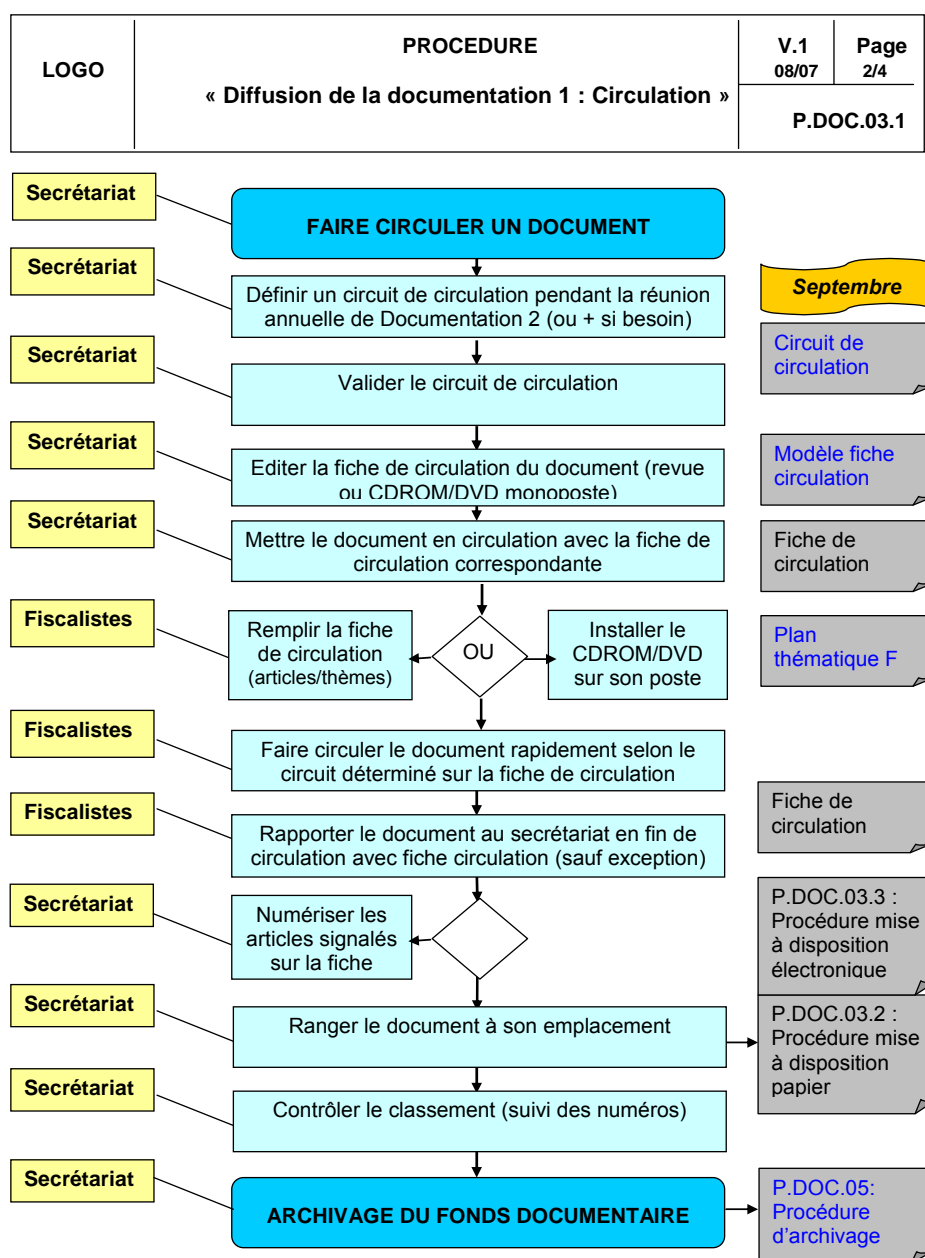 LOGO
PROCEDURE
« Diffusion de la documentation 1 : Circulation »
V.1
08/07
Page
2/4
P.DOC.03.1
Secrétariat
FAIRE CIRCULER UN DOCUMENT
Secrétariat
Définir un circuit de circulation pendant la réunion
annuelle de Documentation 2 (ou + si besoin)
Septembre
Secrétariat
Valider le circuit de circulation
Circuit de
circulation
Secrétariat
Editer la fiche de circulation du document (revue
ou CDROM/DVD monoposte)
Modèle fiche
circulation
Secrétariat
Mettre le document en circulation avec la fiche de
circulation correspondante
Fiche de
circulation
Fiscalistes
Remplir la fiche
de circulation
(articles/thèmes)
OU
Installer le
CDROM/DVD
sur son poste
Plan
thématique F
Fiscalistes
Faire circuler le document rapidement selon le
circuit déterminé sur la fiche de circulation
Fiscalistes
Rapporter le document au secrétariat en fin de
circulation avec fiche circulation (sauf exception)
Fiche de
circulation
Secrétariat
Numériser les
articles signalés
sur la fiche
P.DOC.03.3 :
Procédure mise
à disposition
électronique
Secrétariat
Ranger le document à son emplacement
P.DOC.03.2 :
Procédure mise
à disposition
papier
Secrétariat
Contrôler le classement (suivi des numéros)
Secrétariat
ARCHIVAGE DU FONDS DOCUMENTAIRE
P.DOC.05:
Procédure
d'archivage